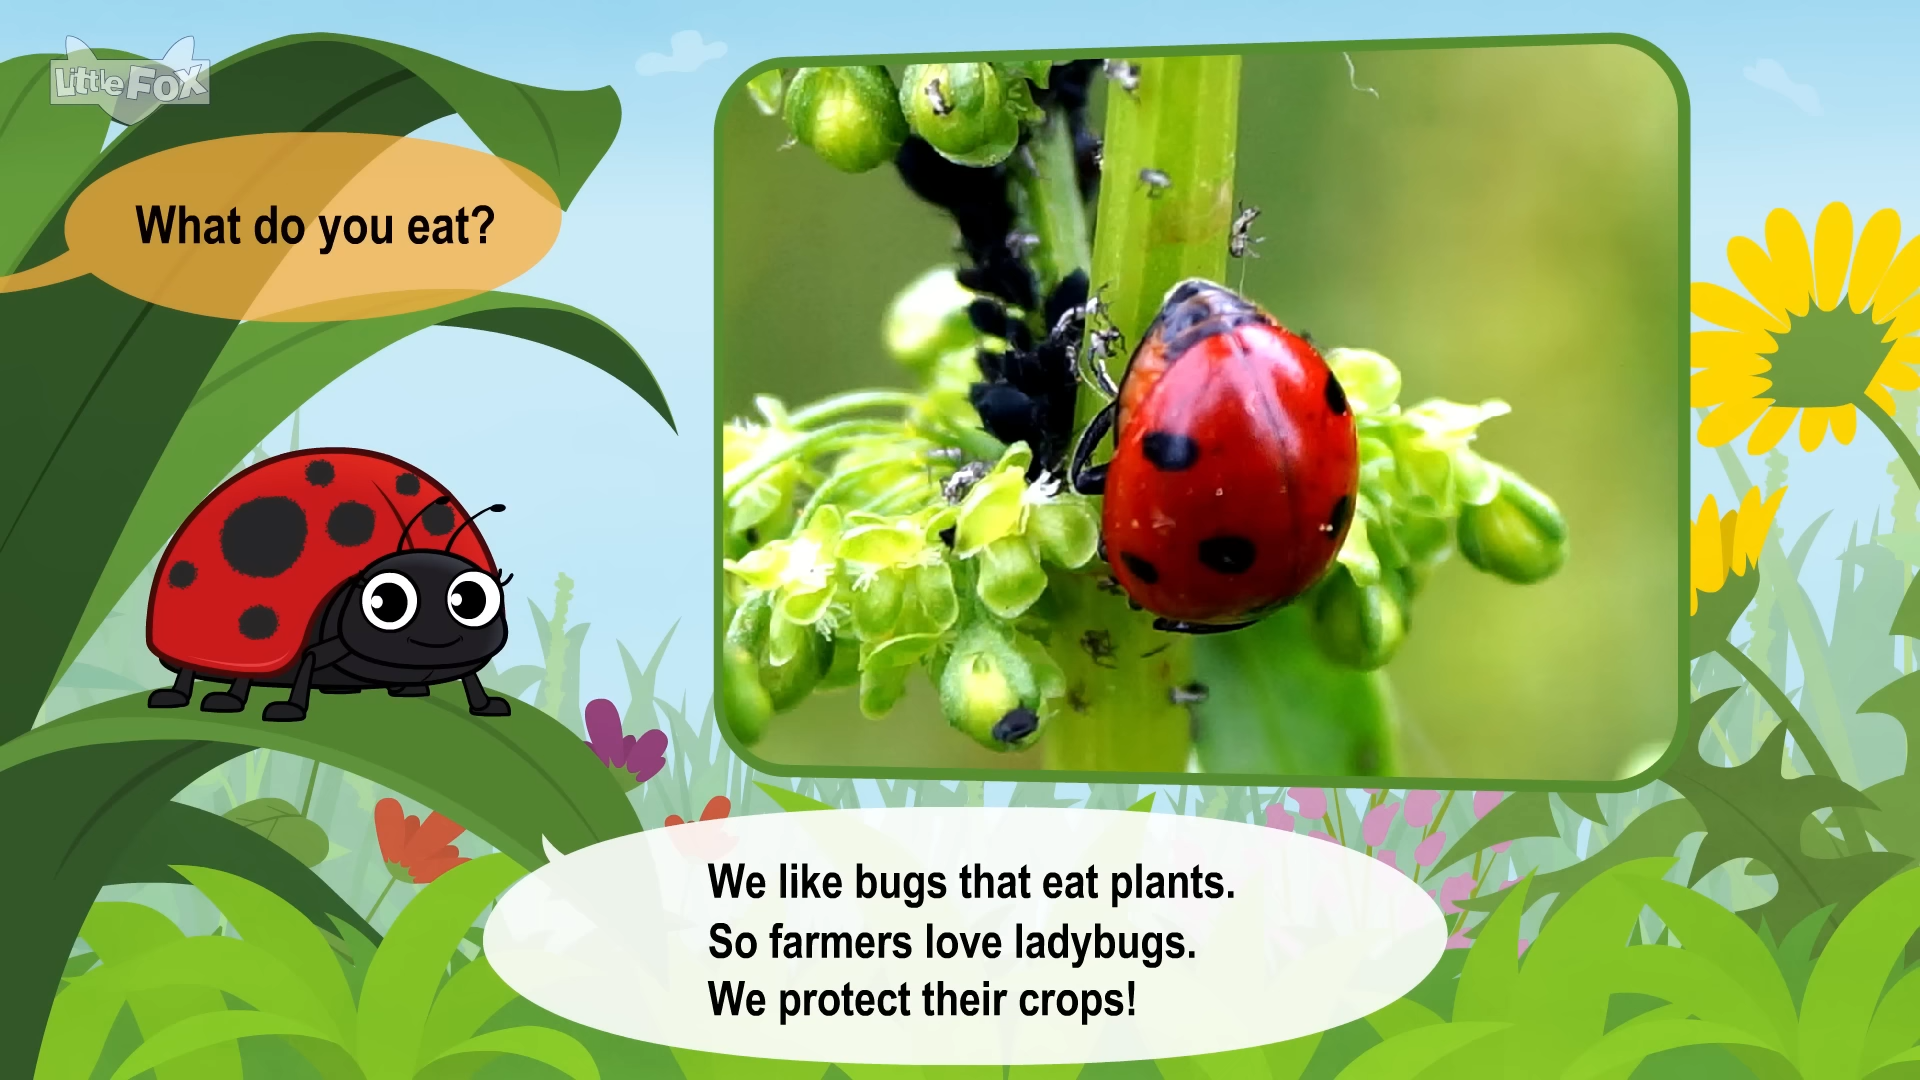 Little Fox
What do you eat?
We like bugs that eat plants.
So farmers love ladybugs.
We protect their crops!